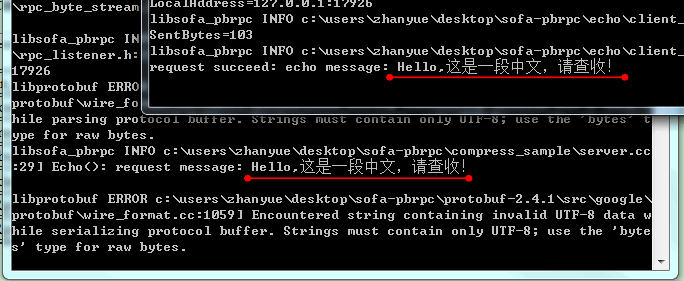 \rpc_byte_stream
libsofa_pbrpc IN
\rpc_listener.h:
17926
libprotobuf ERRO
protobuf\wire_fo
hile parsing protocol buffer. Strings must contain only UTF-8; use the 'bytes' t
ype for raw bytes.
libsofa_pbrpc INFO c:\users\zhanyue\desktop\sofa-pbrpc\compress_sample\server.cc
:29] Echo(): request message: Hello,这是一段中文，请查收!
libprotobuf ERROR c:\users\zhanyue\desktop\sofa-pbrpc\protobuf-2.4.1\src\google\
protobuf\wire_format.cc:1059] Encountered string containing invalid UTF-8 data w
hile serializing protocol buffer. Strings must contain only UTF-8; use the 'byte
s' type for raw bytes.
LocalAddress=127.0.0.1:17926
libsofa_pbrpc INFO c:\users\zhanyue\desktop\sofa-pbrpc\echo\client_
SentBytes=103
libsofa_pbrpc INFO c:\users\zhanyue\desktop\sofa-pbrpc\echo\client_
request succeed: echo message: Hello,这是一段中文，请查收!